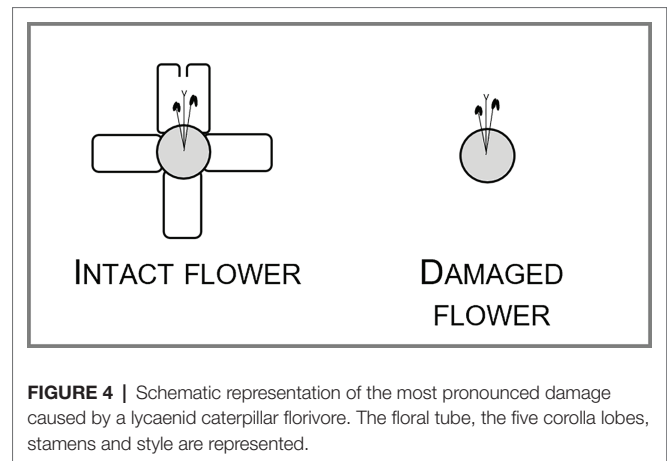 INTACT FLOWER
DAMAGED
FLOWER
FIGURE 4 | Schematic representation of the most pronounced damage
caused by a lycaenid caterpillar florivore. The floral tube, the five corolla lobes,
stamens and style are represented.